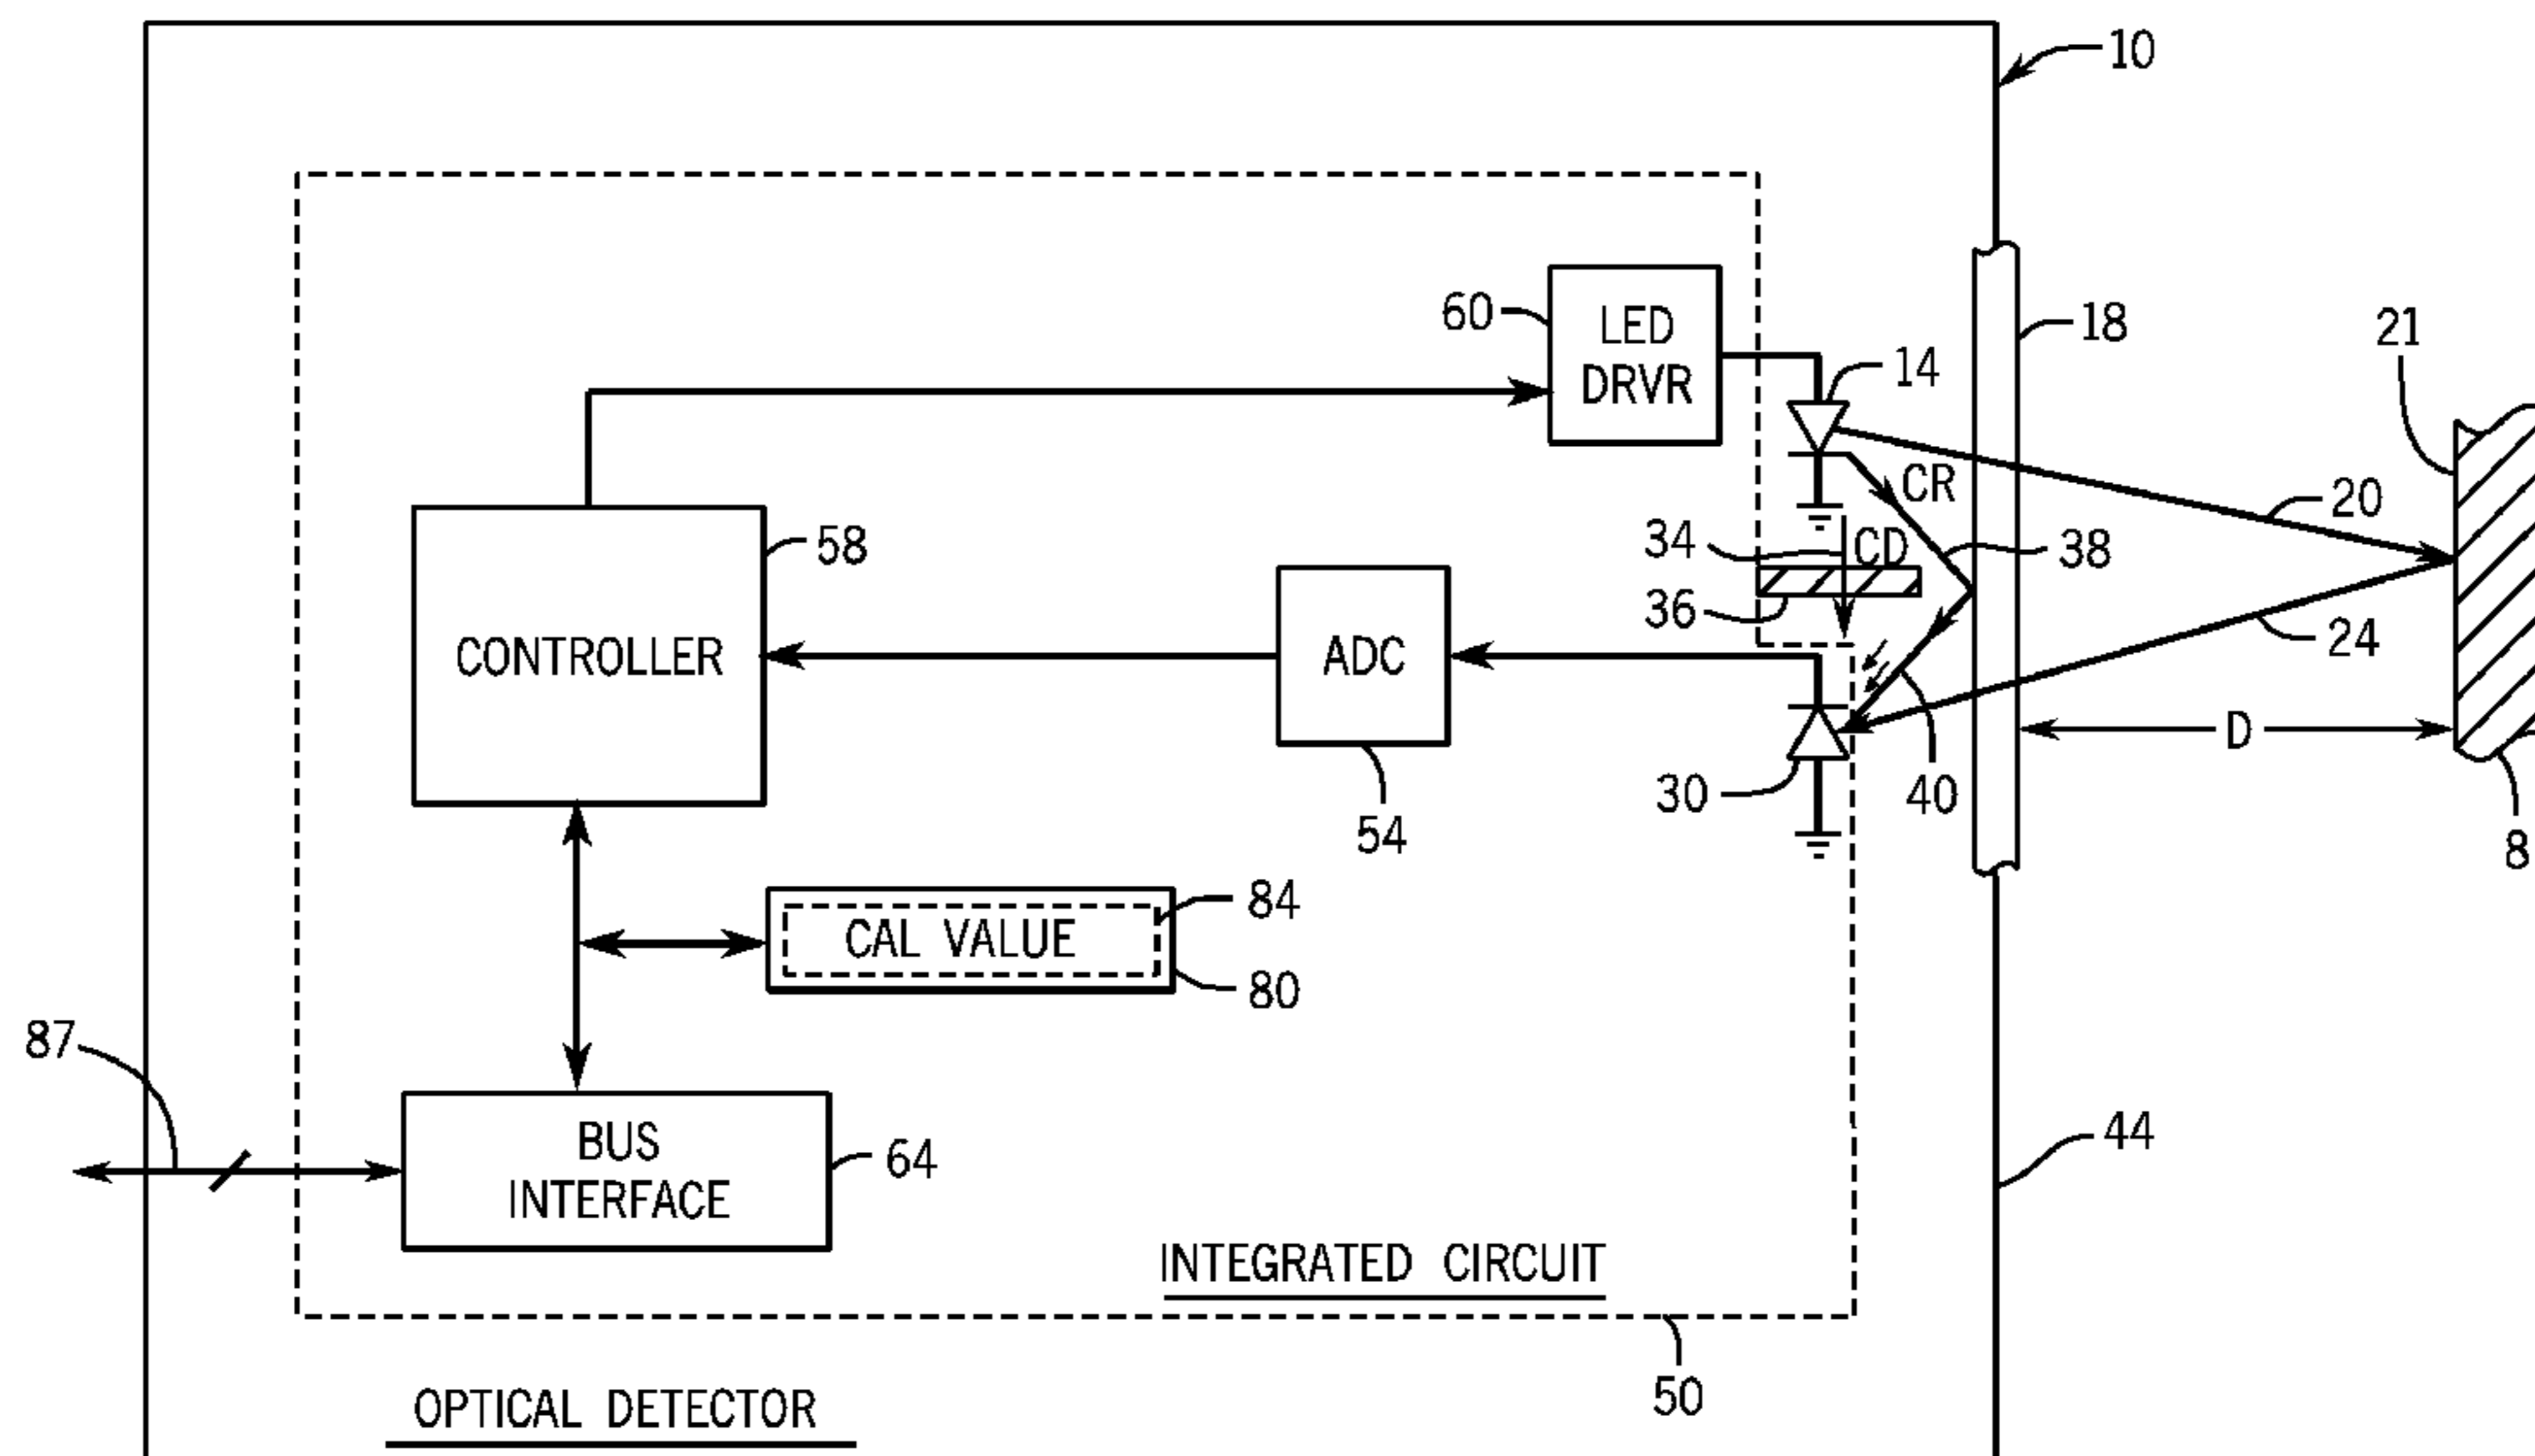 10
60
LED
DRVR
18
21
14
CR
20
58
34
CD
38
36
CONTROLLER
ADC
24
D
30
40
54
8
84
CAL VALUE
80
87
BUS
INTERFACE
64
44
INTEGRATED CIRCUIT
50
OPTICAL DETECTOR